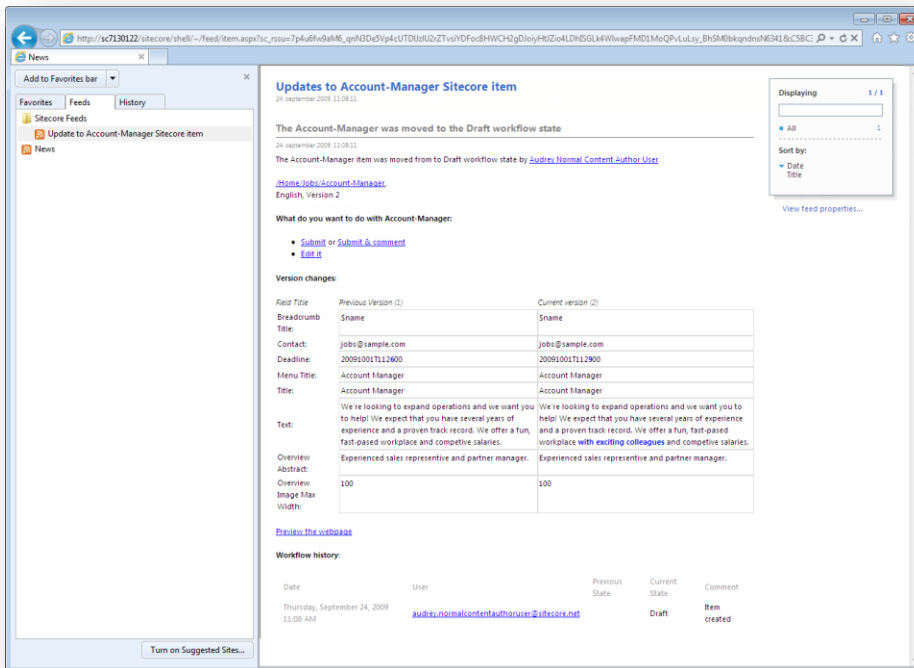 http://sc7130122/sitecore/shell/~/feed/item.aspx?sc_rssu=
News
Add to Favorites bar
Favorites Feeds History
Sitecore Feeds
Update to Account-Manager Sitecore item
News
Turn on Suggested Sites...
Updates to Account-Manager Sitecore item
24. september 2009, 11:08:11
The Account-Manager was moved to the Draft workflow state
24. september 2009, 11:08:11
The Account-Manager item was moved from to Draft workflow state by Audrey Normal Content Author User
/Home/Jobs/Account-Manager,
English, Version 2
What do you want to do with Account-Manager:
Submit or Submit & comment
Edit it
Version changes:
Field Title Previous Version (1) Current version (2)
Breadcrumb Title: $name $name
Contact: jobs@sample.com jobs@sample.com
Deadline: 20091001T112600 20091001T112900
Menu Title: Account Manager Account Manager
Title: Account Manager Account Manager
Text:
We're looking to expand operations and we want you
to help! We expect that you have several years of
experience and a proven track record. We offer a fun,
fast-pased workplace and competive salaries.
We're looking to expand operations and we want you to
help! We expect that you have several years of experience
and a proven track record. We offer a fun, fast-pased
workplace with exciting colleagues and competive salaries.
Overview Abstract: Experienced sales representive and partner manager. Experienced sales representive and partner manager.
Overview Image Max Width: 100 100
Preview the webpage
Workflow history:
Date User Previous State Current State Comment
Thursday, September 24, 2009 11:08 AM audrey.normalcontentauthoruser@sitecore.net Draft Item created
Displaying 1 / 1
All 1
Sort by:
Date
Title
View feed properties...